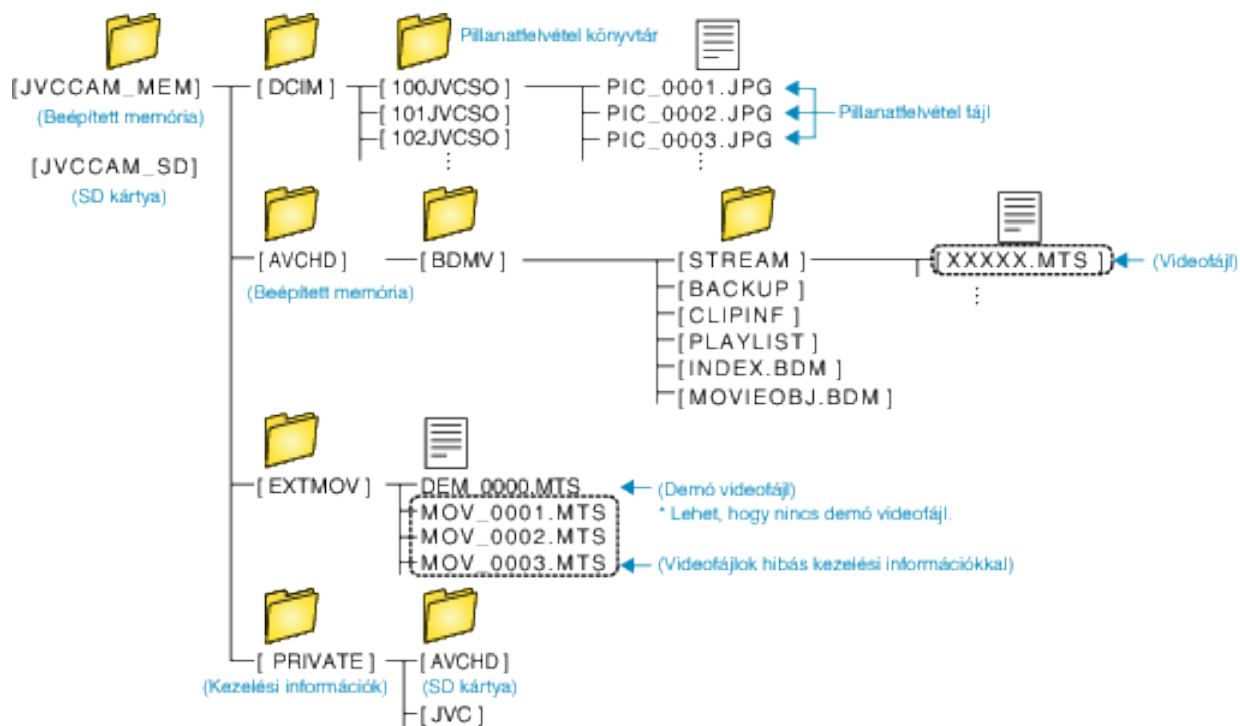 Pillanatfelvétel könyvtár
[JVCCAM_MEM] [DCIM] [100JVCSO] PIC_0001.JPG
(Beépített memória) [101JVCSO] PIC_0002.JPG Pillanatfelvétel fájl
[102JVCSO] PIC_0003.JPG
[JVCCAM_SD]
(SD kártya)
[AVCHD] [BDMV] [STREAM] [XXXXX.MTS] (Videofájl)
(Beépített memória) [BACKUP]
[CLIPINF]
[PLAYLIST]
[INDEX.BDM]
[MOVIEOBJ.BDM]
[EXTMOV] DEM_0000.MTS (Demó videofájl)
MOV_0001.MTS * Lehet, hogy nincs demó videofájl.
MOV_0002.MTS
MOV_0003.MTS (Videofájlok hibás kezelési információkkal)
[PRIVATE] [AVCHD]
(Kezelési információk) (SD kártya)
[JVC]